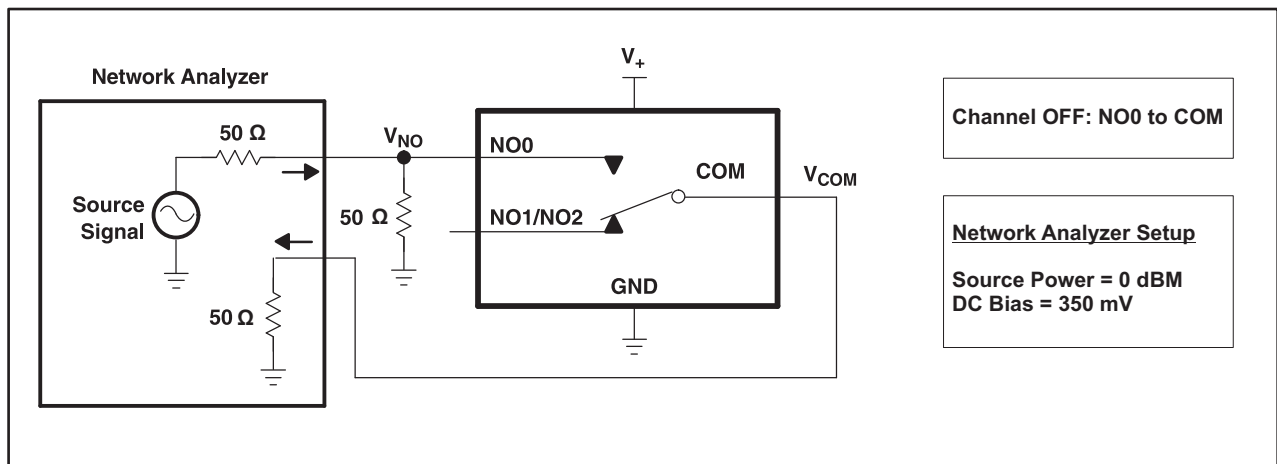 Network Analyzer
50 Ω
Source
Signal
50 Ω
VNO
50 Ω
V+
NO0
NO1/NO2
COM
GND
VCOM
Channel OFF: NO0 to COM
Network Analyzer Setup
Source Power = 0 dBM
DC Bias = 350 mV